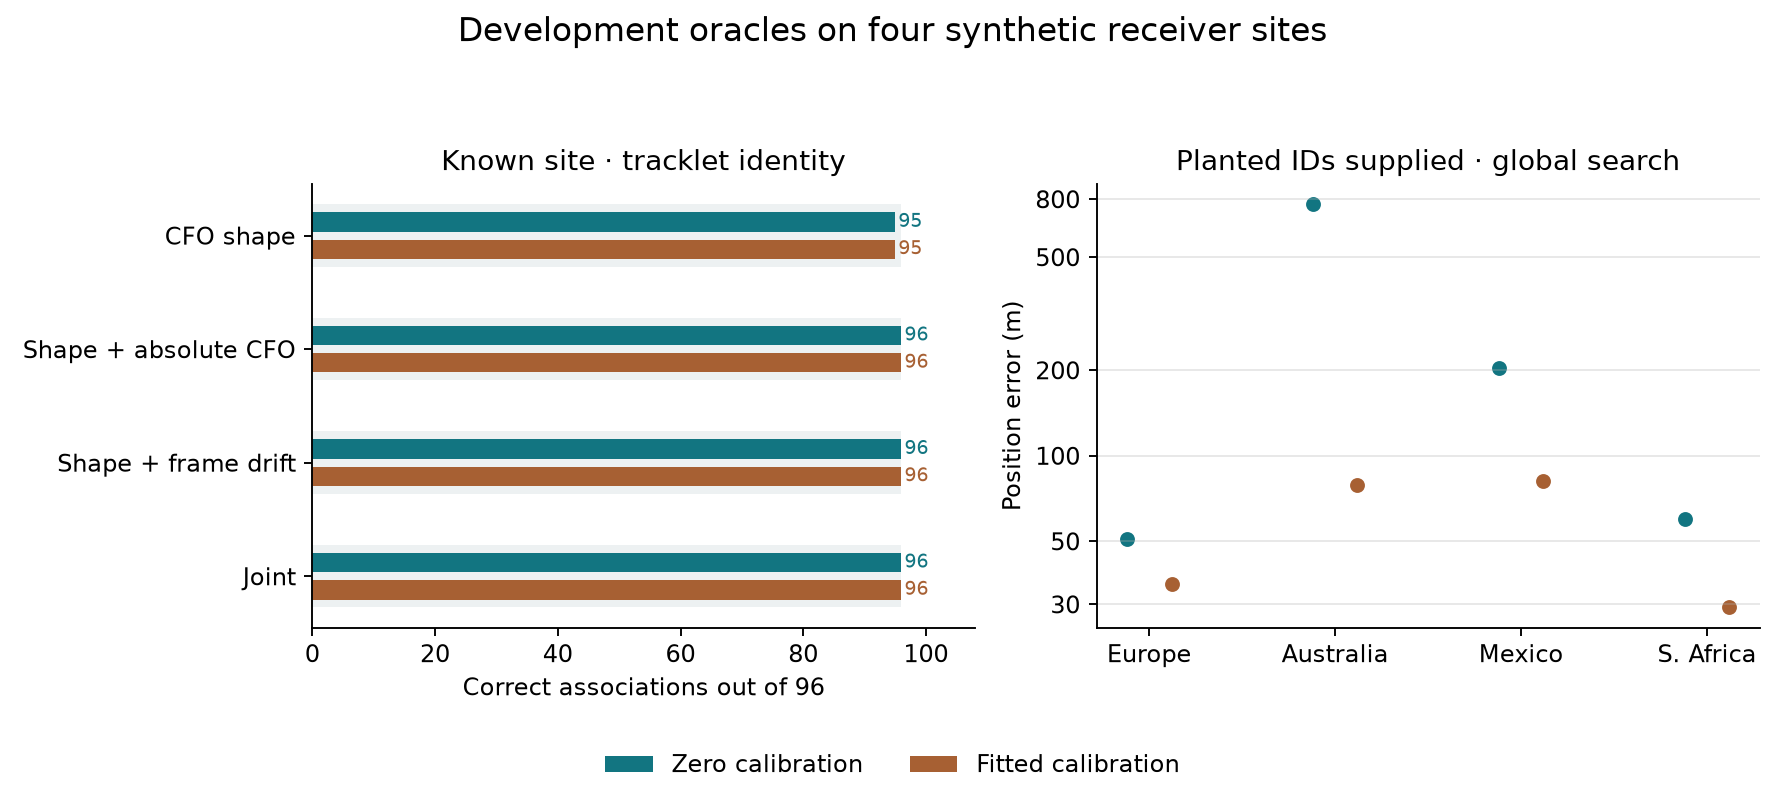 Development oracles on four synthetic receiver sites
Known site · tracklet identity
CFO shape
95
95
Shape + absolute CFO
96
96
Shape + frame drift
96
96
Joint
96
96
0 20 40 60 80 100
Correct associations out of 96
Planted IDs supplied · global search
Position error (m)
800
500
200
100
50
30
Europe Australia Mexico S. Africa
Zero calibration Fitted calibration